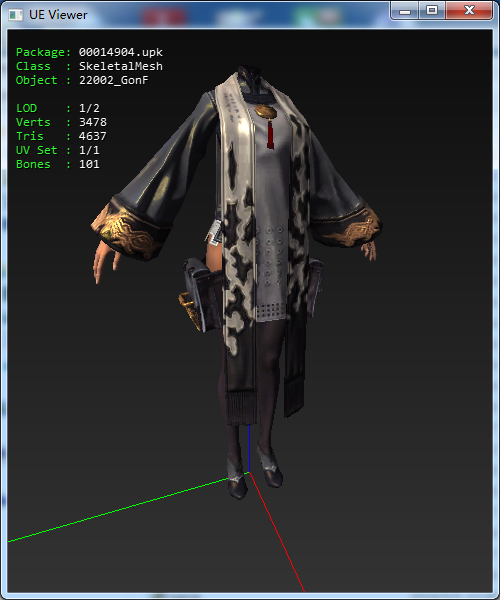 UE Viewer
Package: 00014904.upk
Class : SkeletalMesh
Object : 22002_GonF
LOD : 1/2
Verts : 3478
Tris : 4637
UV Set : 1/1
Bones : 101